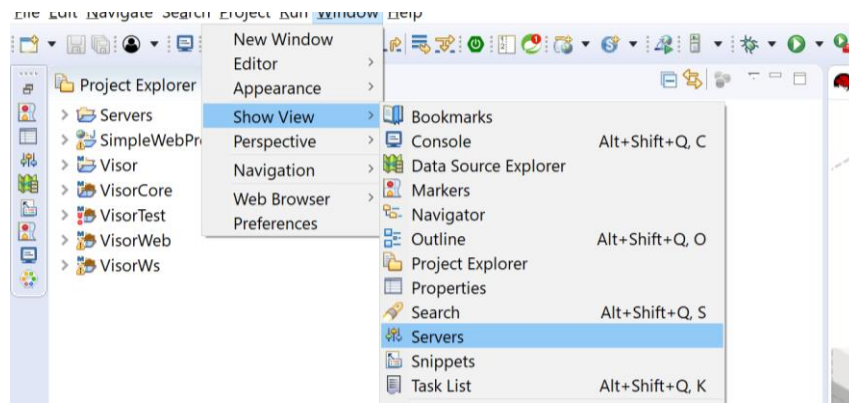 File Edit Navigate Search Project Run Window Help
New Window
Editor
Appearance
Show View
Perspective
Navigation
Web Browser
Preferences
Project Explorer
Servers
SimpleWebPr
Visor
VisorCore
VisorTest
VisorWeb
VisorWs
Bookmarks
Console Alt+Shift+Q, C
Data Source Explorer
Markers
Navigator
Outline Alt+Shift+Q, O
Project Explorer
Properties
Search Alt+Shift+Q, S
Servers
Snippets
Task List Alt+Shift+Q, K